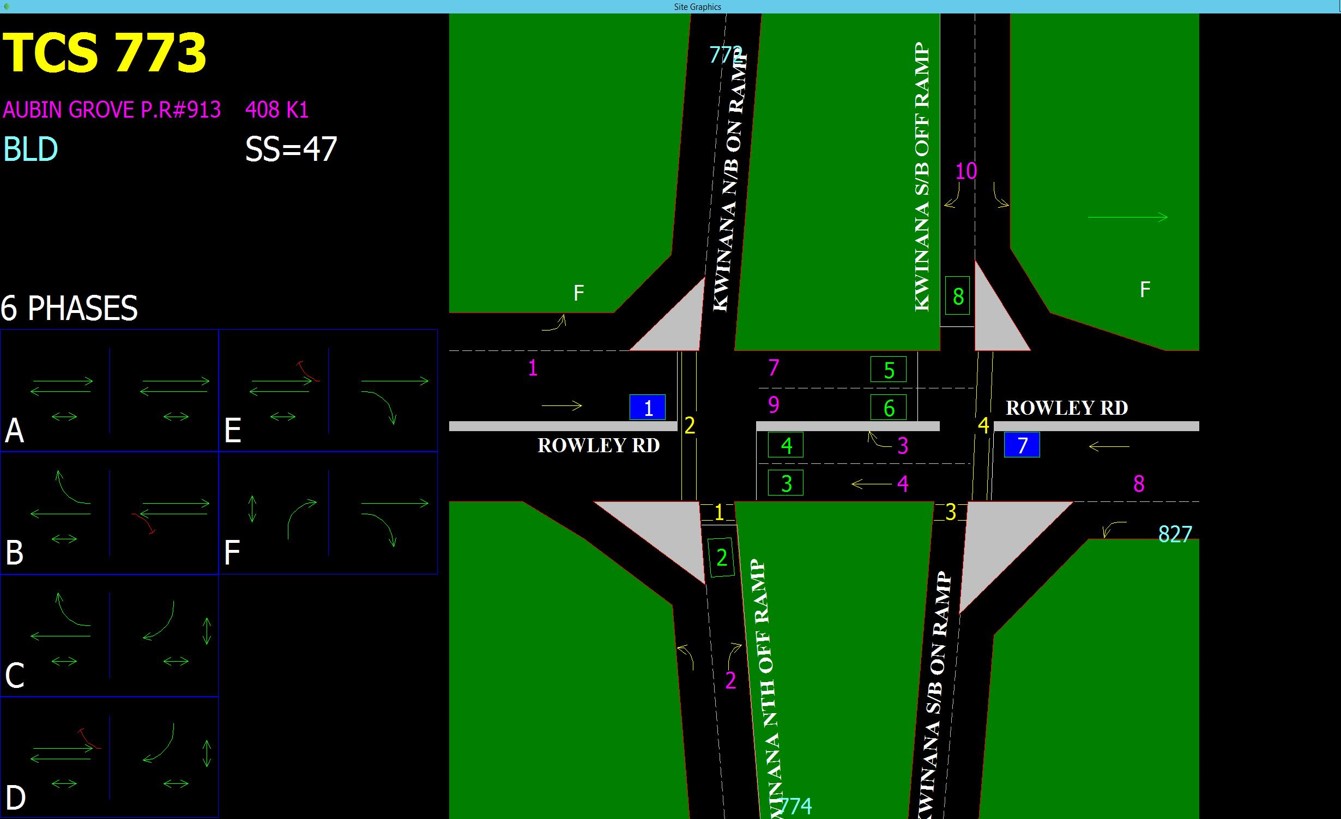 Site Graphics
TCS 773
AUBIN GROVE P.R#913 408 K1
BLD SS=47
6 PHASES
A
E
B
F
C
D
772
KWINANA N/B ON RAMP
KWINANA S/B OFF RAMP
10
F
F
8
1
7
5
1
9
6
2
4
ROWLEY RD
ROWLEY RD
4
3
7
3
4
8
1
3
827
2
2
KWINANA NTH OFF RAMP
KWINANA S/B ON RAMP
774